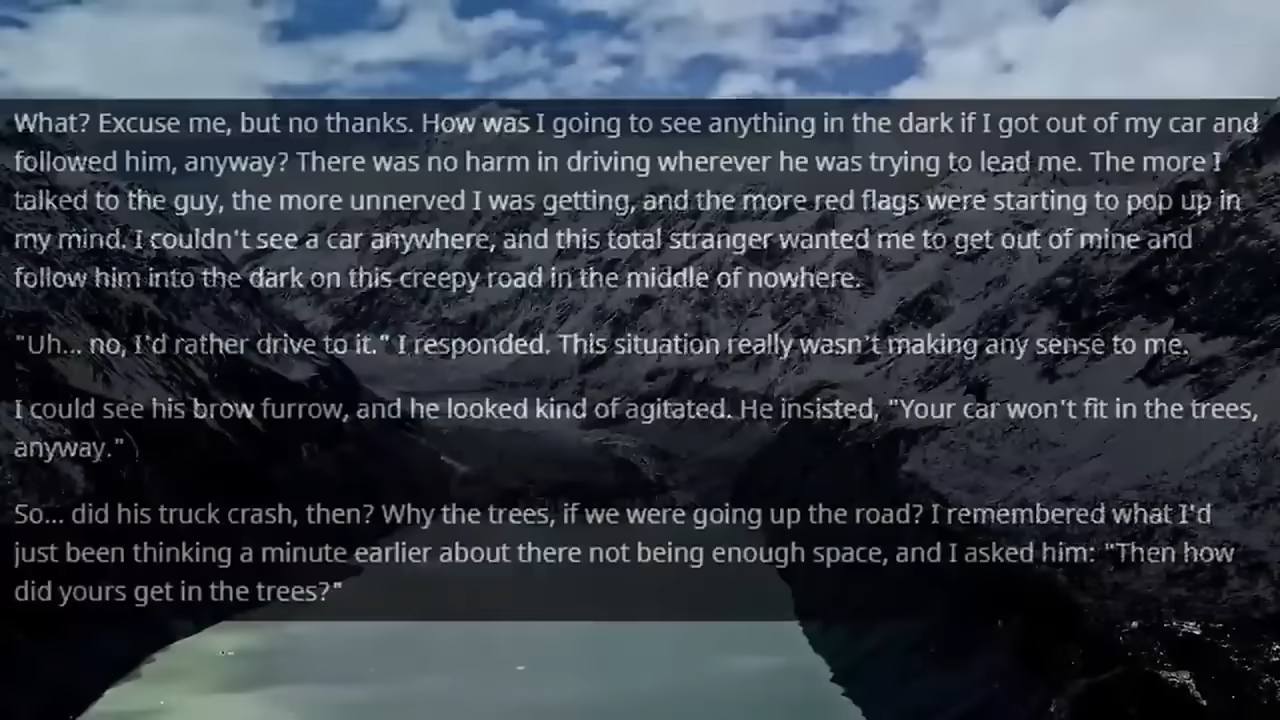 What? Excuse me, but no thanks. How was I going to see anything in the dark if I got out of my car and
followed him, anyway? There was no harm in driving wherever he was trying to lead me. The more I
talked to the guy, the more unnerved I was getting, and the more red flags were starting to pop up in
my mind. I couldn't see a car anywhere, and this total stranger wanted me to get out of mine and
follow him into the dark on this creepy road in the middle of nowhere.
"Uh... no, I'd rather drive to it." I responded. This situation really wasn't making any sense to me.
I could see his brow furrow, and he looked kind of agitated. He insisted, "Your car won't fit in the trees,
anyway."
So... did his truck crash, then? Why the trees, if we were going up the road? I remembered what I'd
just been thinking a minute earlier about there not being enough space, and I asked him: "Then how
did yours get in the trees?"